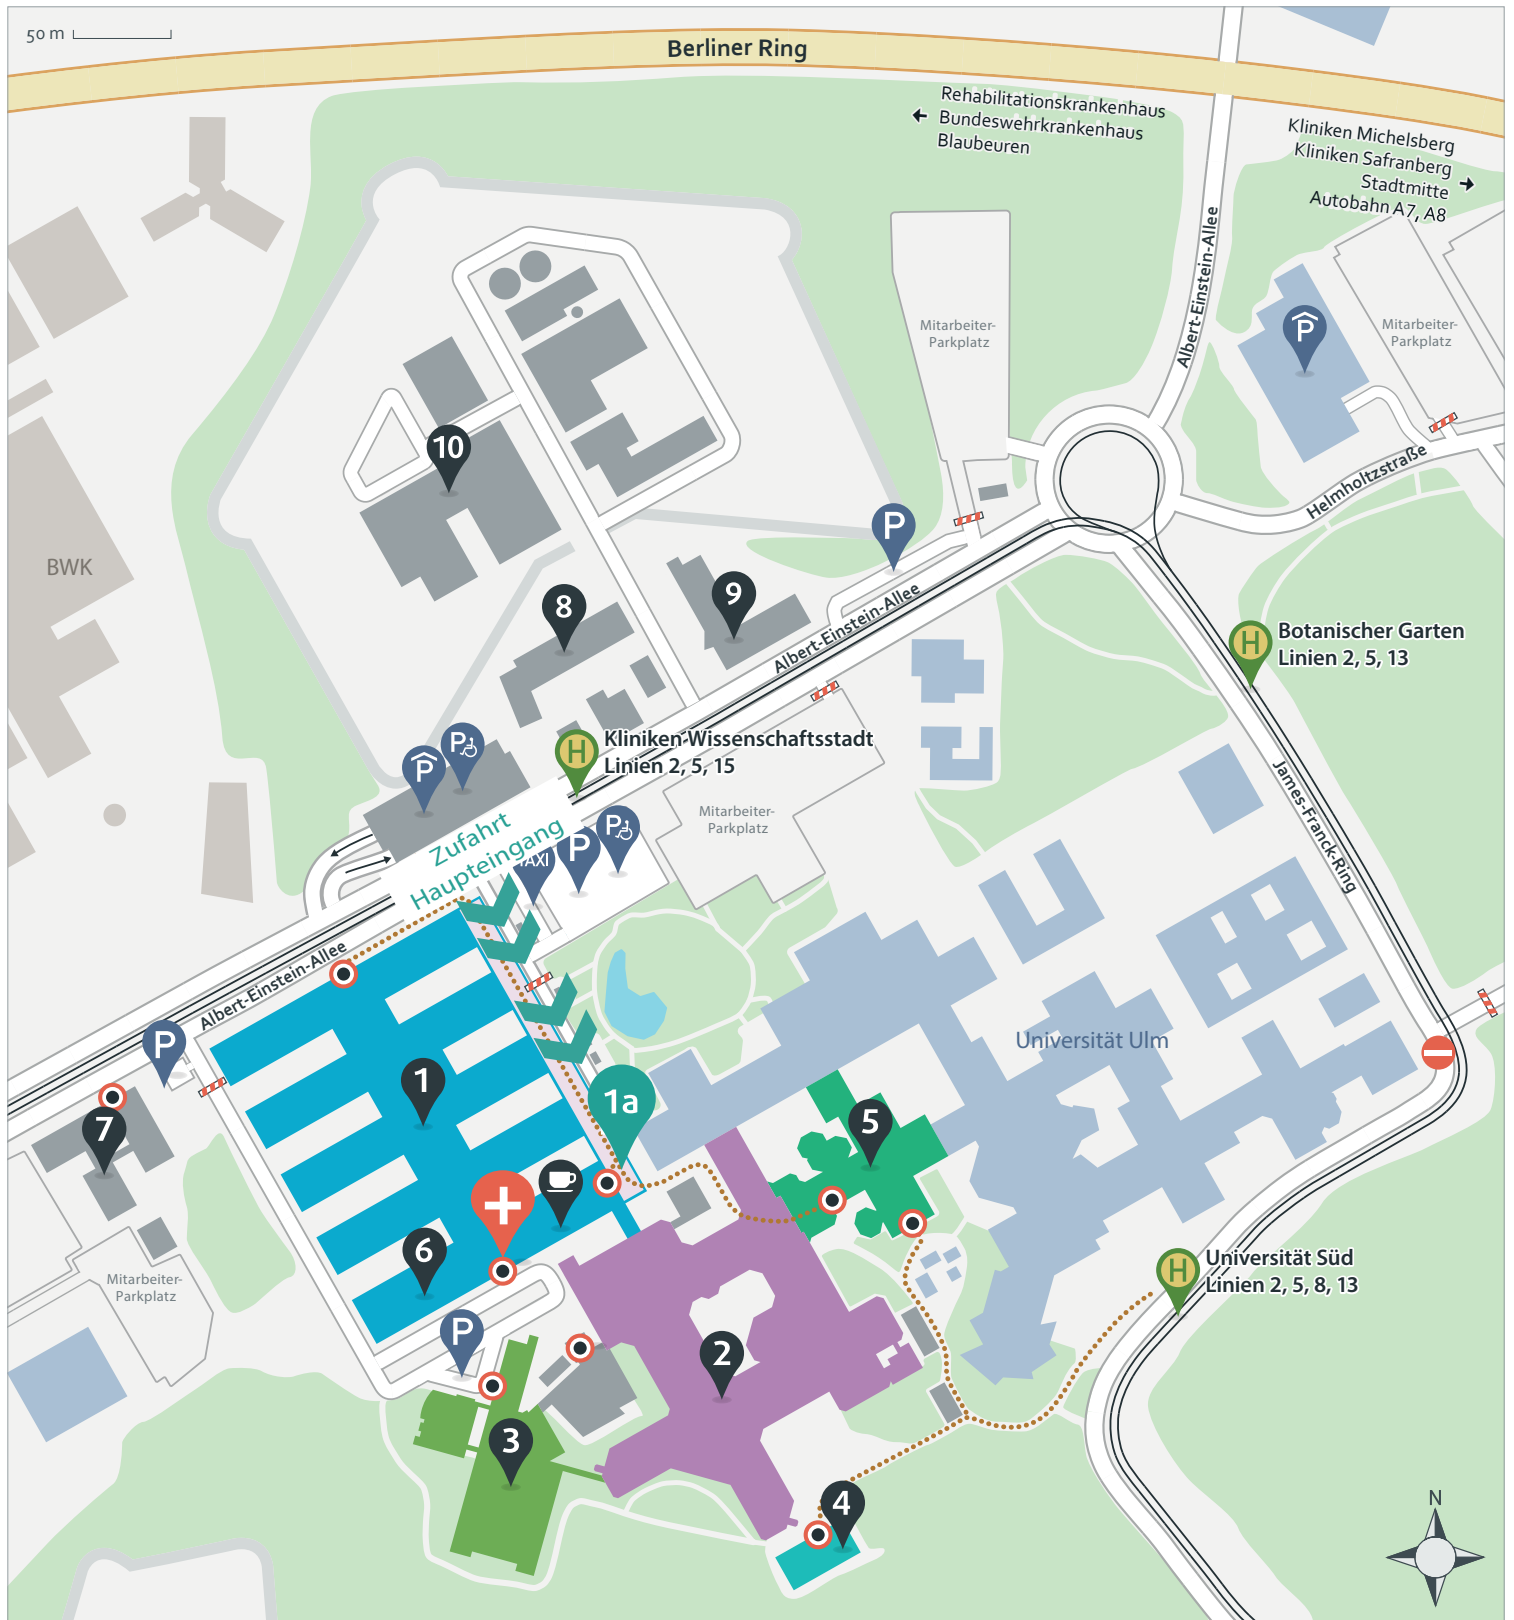 50 m
Berliner Ring
Rehabilitationskrankenhaus
Bundeswehrkrankenhaus
Blaubeuren
Kliniken Michelsberg
Kliniken Safranberg
Stadtmitte
Autobahn A7, A8
Albert-Einstein-Allee
Mitarbeiter-
Parkplatz
P
Mitarbeiter-
Parkplatz
10
Helmholtzstraße
P
BWK
8
9
Albert-Einstein-Allee
H
Botanischer Garten
Linien 2, 5, 13
P
P
H
Kliniken Wissenschaftsstadt
Linien 2, 5, 15
James-Franck-Ring
Mitarbeiter-
Parkplatz
Zufahrt
Haupteingang
TAXI
P
P
Albert-Einstein-Allee
P
Universität Ulm
1
1a
5
7
6
Mitarbeiter-
Parkplatz
P
H
Universität Süd
Linien 2, 5, 8, 13
2
3
4
N